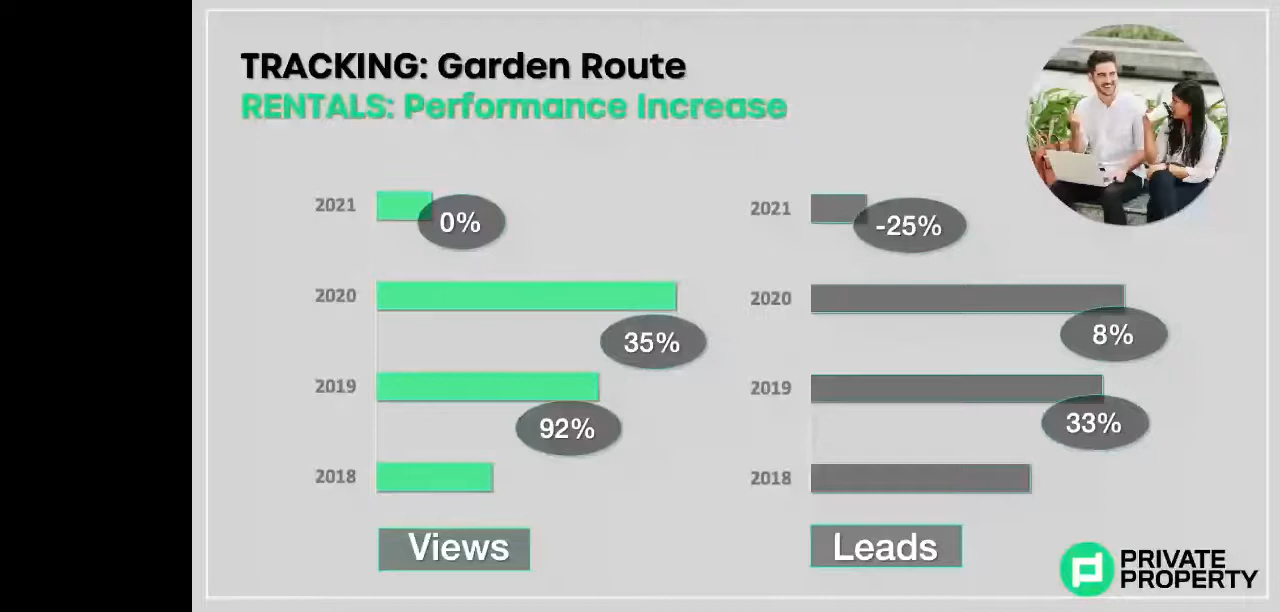 TRACKING: Garden Route
RENTALS: Performance Increase
2021
0%
2020
35%
2019
92%
2018
Views
2021
-25%
2020
8%
2019
33%
2018
Leads
PRIVATE
PROPERTY